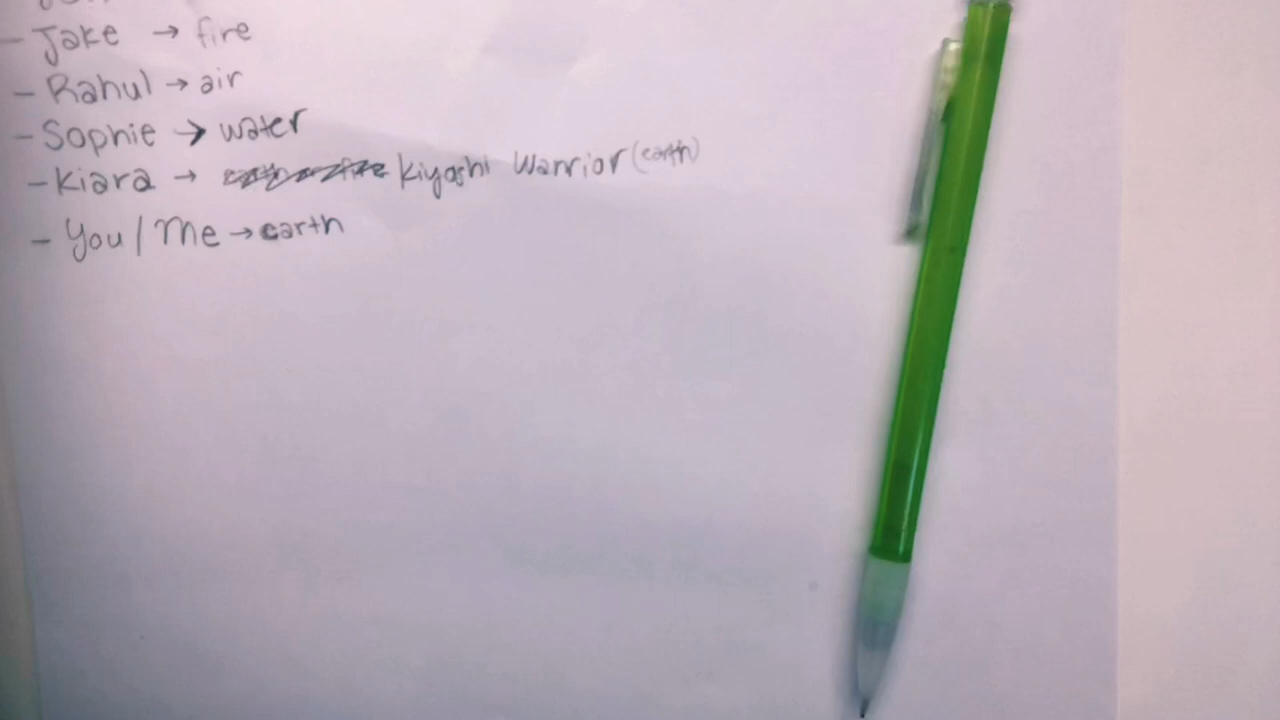 - Jake → fire
- Rahul → air
- Sophie → water
- Kiara → Kiyoshi Warrior (earth)
- You/Me → earth